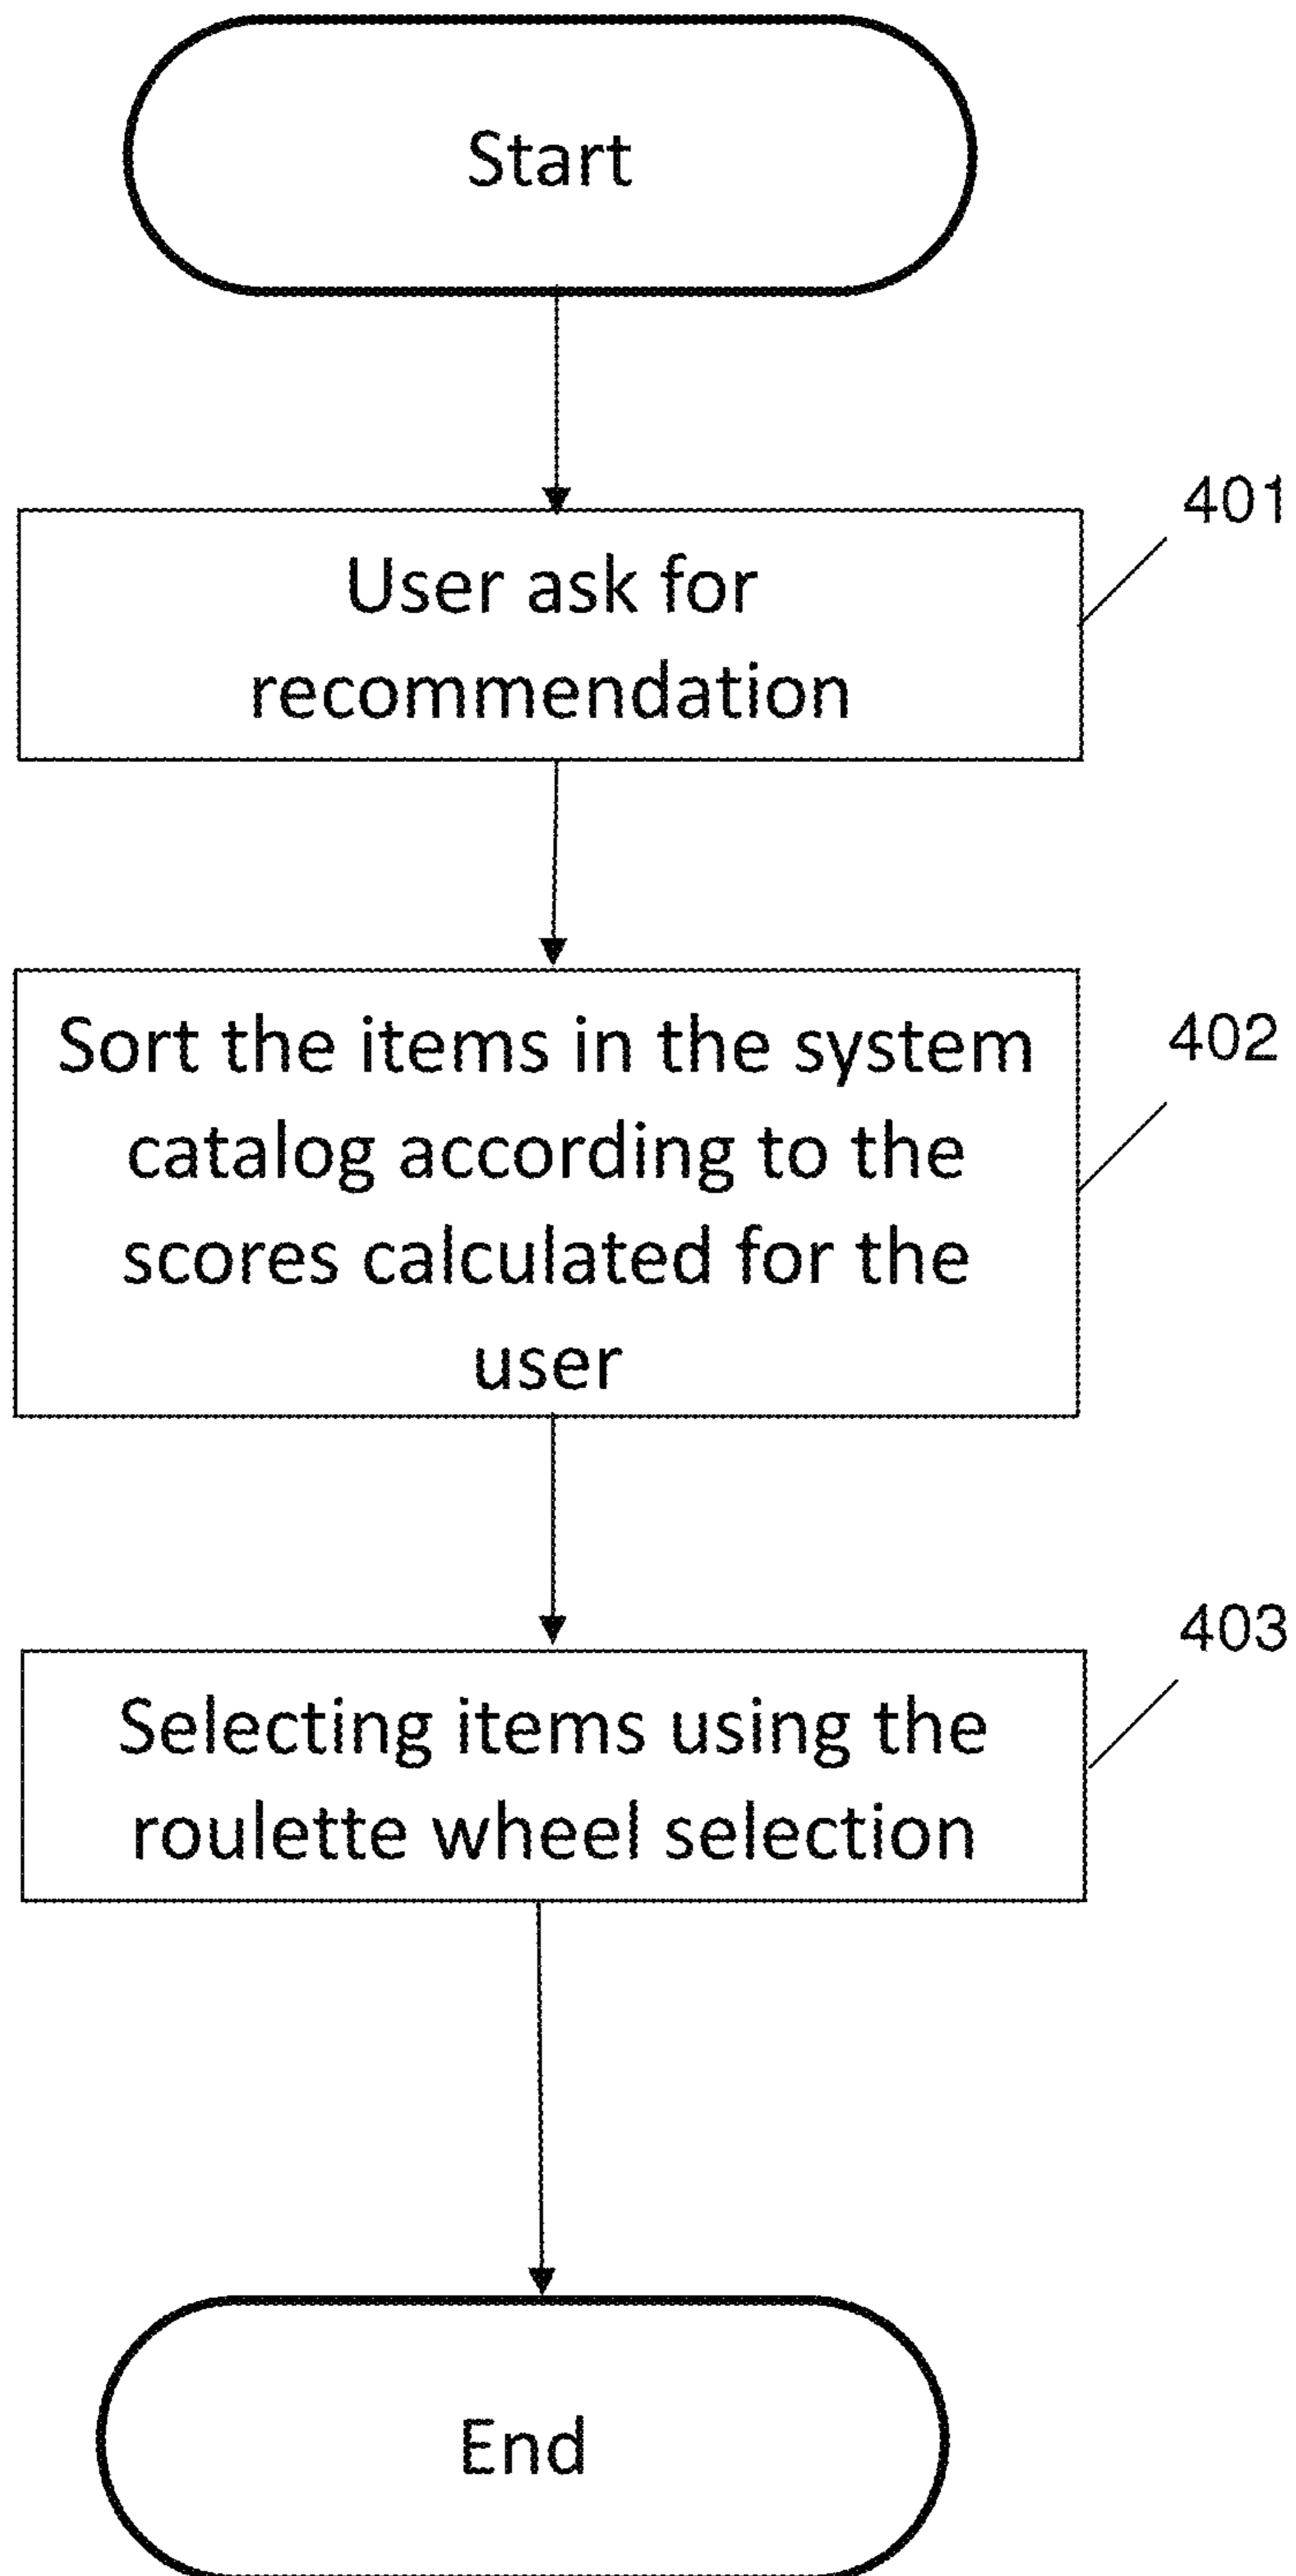 Start
401
User ask for
recommendation
402
Sort the items in the system
catalog according to the
scores calculated for the
user
403
Selecting items using the
roulette wheel selection
End